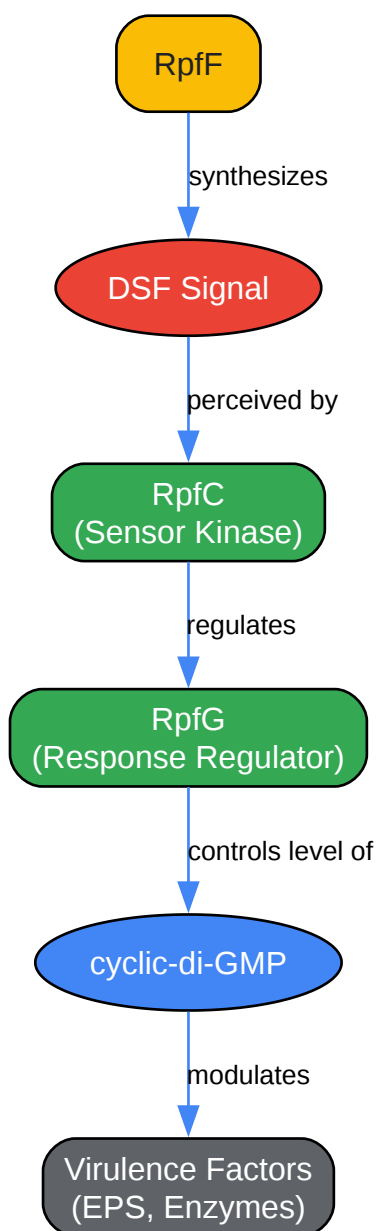 RpfF
synthesizes
DSF Signal
perceived by
RpfC
(Sensor Kinase)
regulates
RpfG
(Response Regulator)
controls level of
cyclic-di-GMP
modulates
Virulence Factors
(EPS, Enzymes)